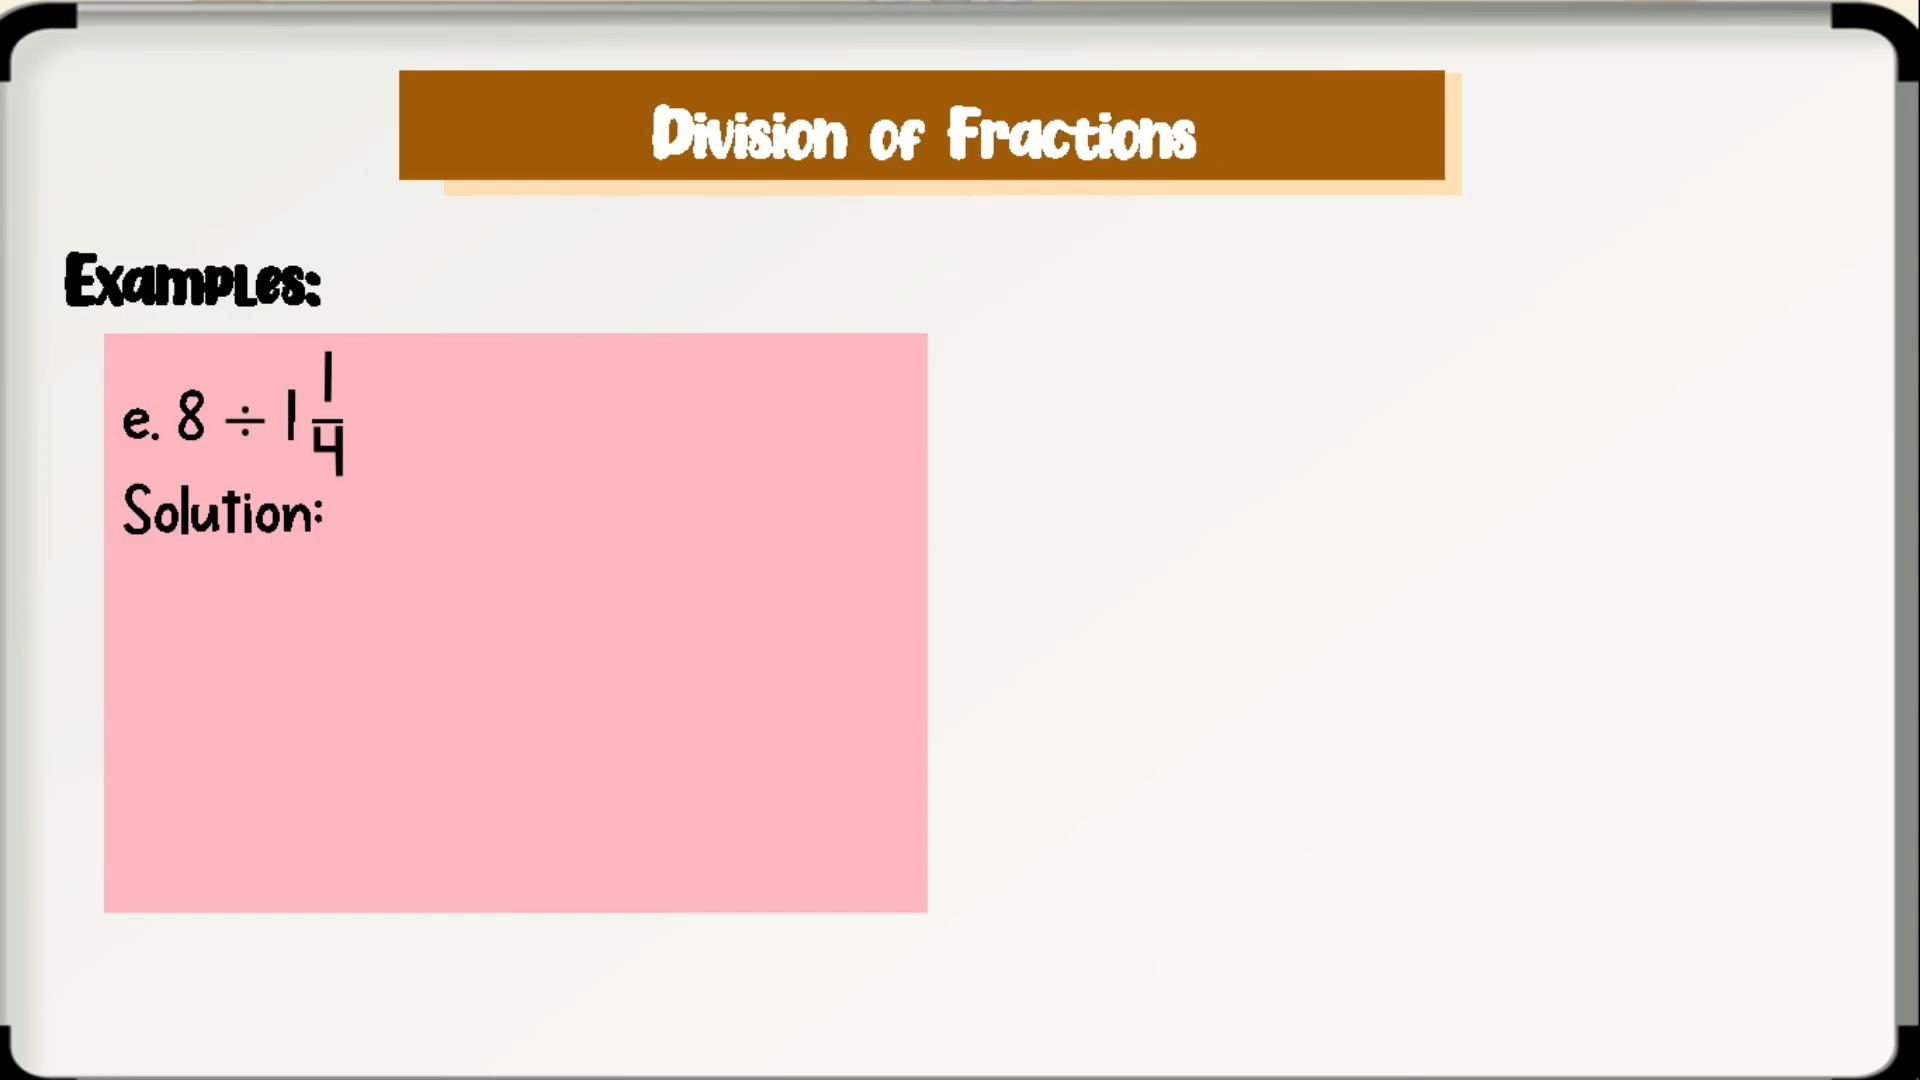 Division of Fractions
Examples:
e. 8 ÷ 1 1/4
Solution: